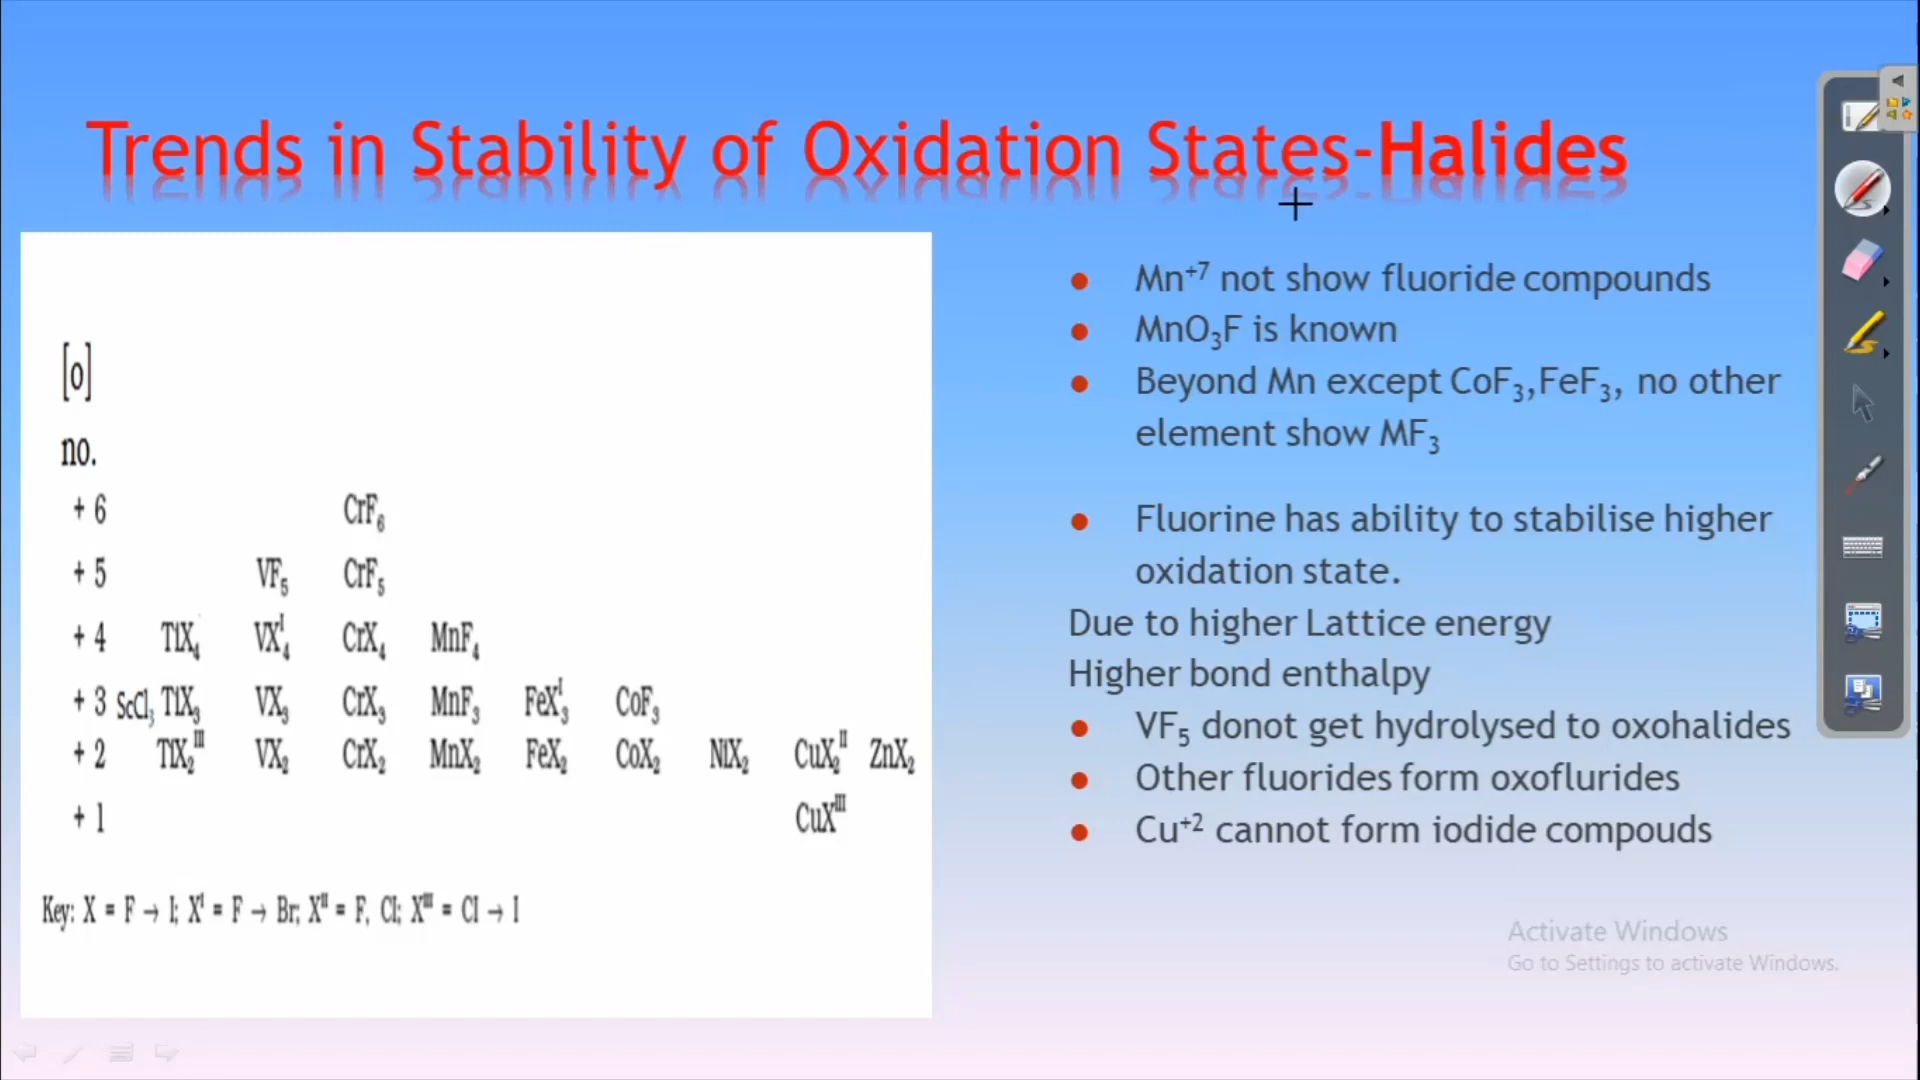 Trends in Stability of Oxidation States-Halides
[o]
no.
+ 6 CrF₆
+ 5 VF₅ CrF₅
+ 4 TiX₄ VXᴵ₄ CrX₄ MnF₄
+ 3 ScCl₃ TiX₃ VX₃ CrX₃ MnF₃ FeXᴵ₃ CoF₃
+ 2 TiX₂ᴵᴵᴵ VX₂ CrX₂ MnX₂ FeX₂ CoX₂ NiX₂ CuX₂ᴵᴵ ZnX₂
+ 1 CuXᴵᴵᴵ
Key: X = F → I; Xᴵ = F → Br; Xᴵᴵ = F, Cl; Xᴵᴵᴵ = Cl → I
● Mn⁺⁷ not show fluoride compounds
● MnO₃F is known
● Beyond Mn except CoF₃,FeF₃, no other
element show MF₃
● Fluorine has ability to stabilise higher
oxidation state.
Due to higher Lattice energy
Higher bond enthalpy
● VF₅ donot get hydrolysed to oxohalides
● Other fluorides form oxoflurides
● Cu⁺² cannot form iodide compouds
Activate Windows
Go to Settings to activate Windows.